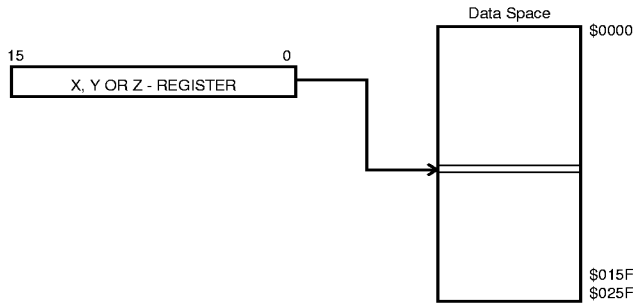 Data Space
$0000
15 0
X, Y OR Z - REGISTER
$015F
$025F